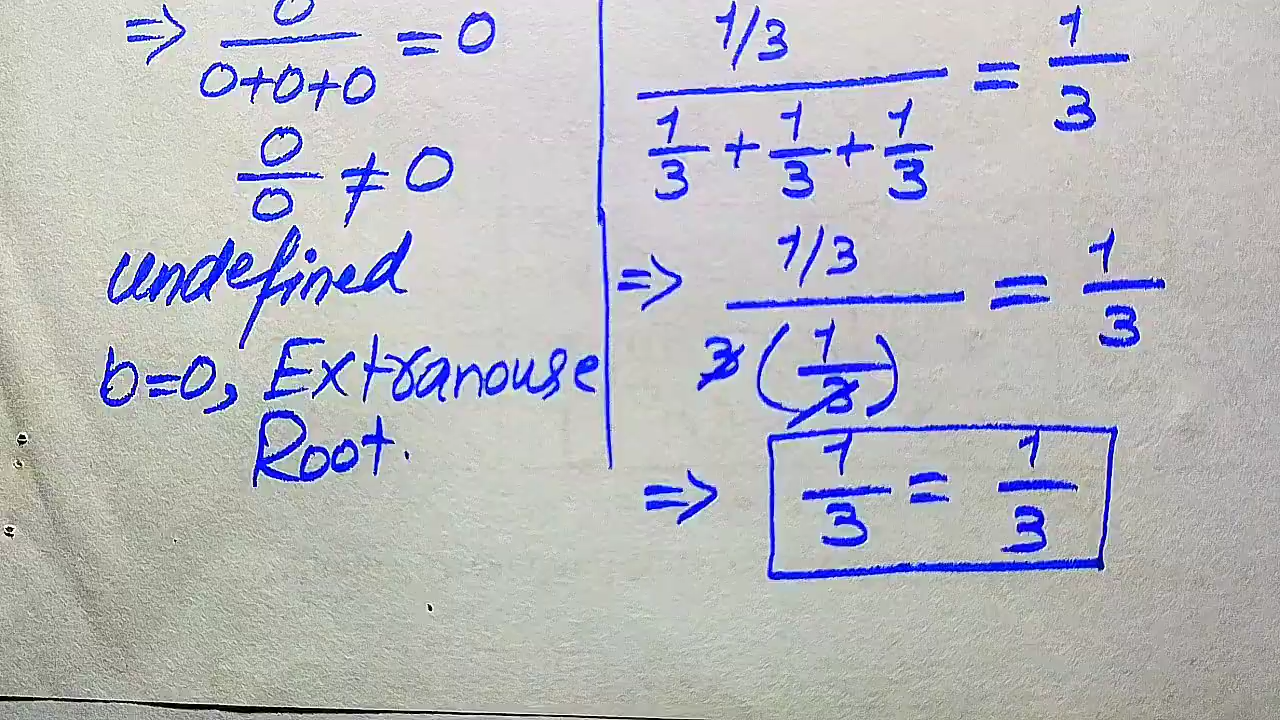 ⇒ 0/(0+0+0) = 0
0/0 ≠ 0
undefined
b=0, Extranouse
Root.
(1/3)/(1/3 + 1/3 + 1/3) = 1/3
⇒ (1/3)/(3(1/3)) = 1/3
⇒ 1/3 = 1/3